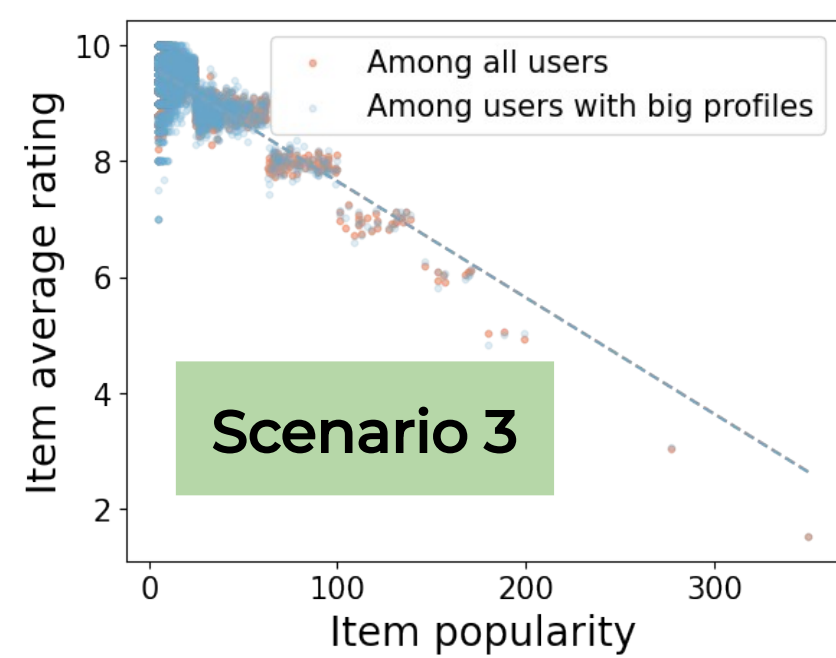 10
8
6
4
2
Item average rating
Among all users
Among users with big profiles
Scenario 3
0 100 200 300
Item popularity